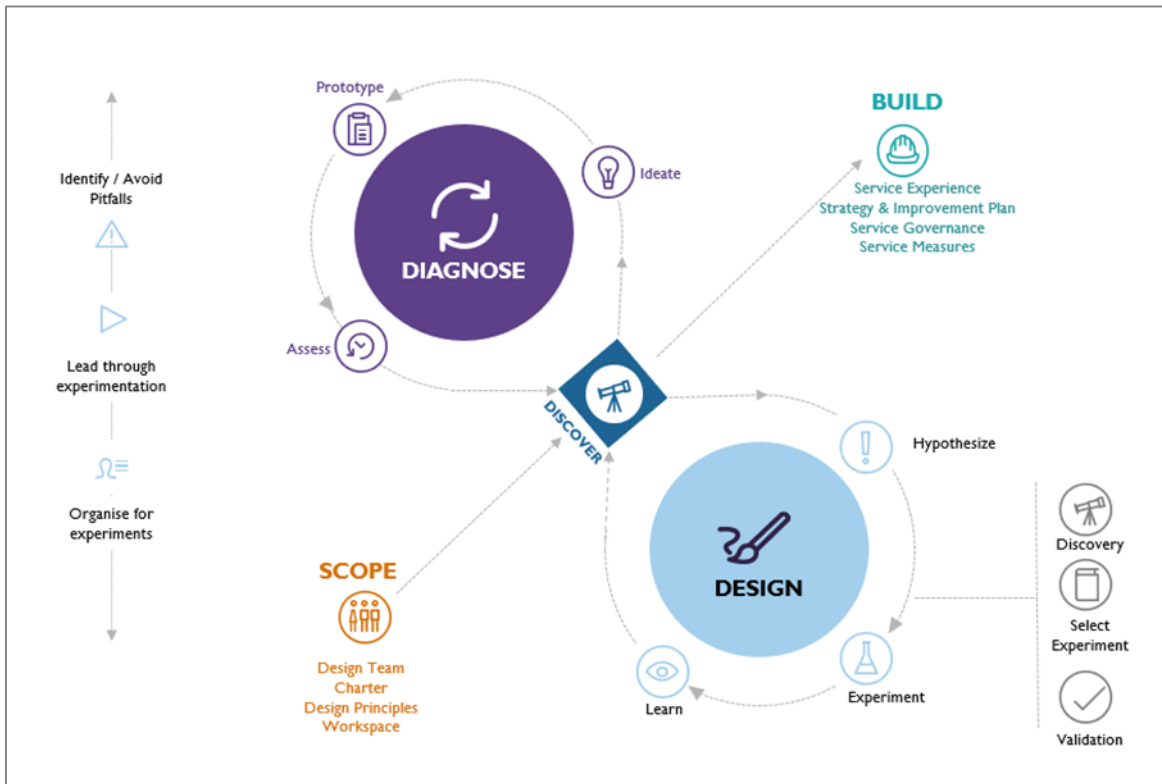 Prototype
BUILD
Identify / Avoid
Pitfalls
Ideate
Service Experience
Strategy & Improvement Plan
Service Governance
Service Measures
DIAGNOSE
Assess
Lead through
experimentation
DISCOVER
Hypothesize
Organise for
experiments
Discovery
SCOPE
DESIGN
Select
Experiment
Design Team
Charter
Design Principles
Workspace
Learn
Experiment
Validation